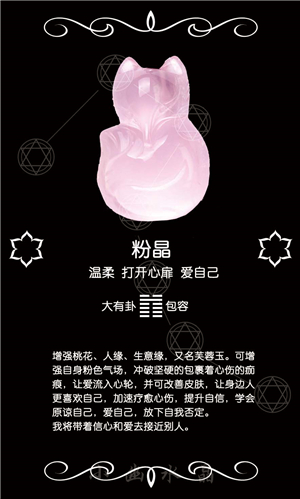 粉晶
温柔 打开心扉 爱自己
大有卦 包容
增强桃花、人缘、生意缘，又名芙蓉玉。可增
强自身粉色气场，冲破坚硬的包裹着心伤的痂
痕，让爱流入心轮，并可改善皮肤，让身边人
更喜欢自己，加速疗愈心伤，提升自信，学会
原谅自己，爱自己，放下自我否定。
我将带着信心和爱去接近别人。